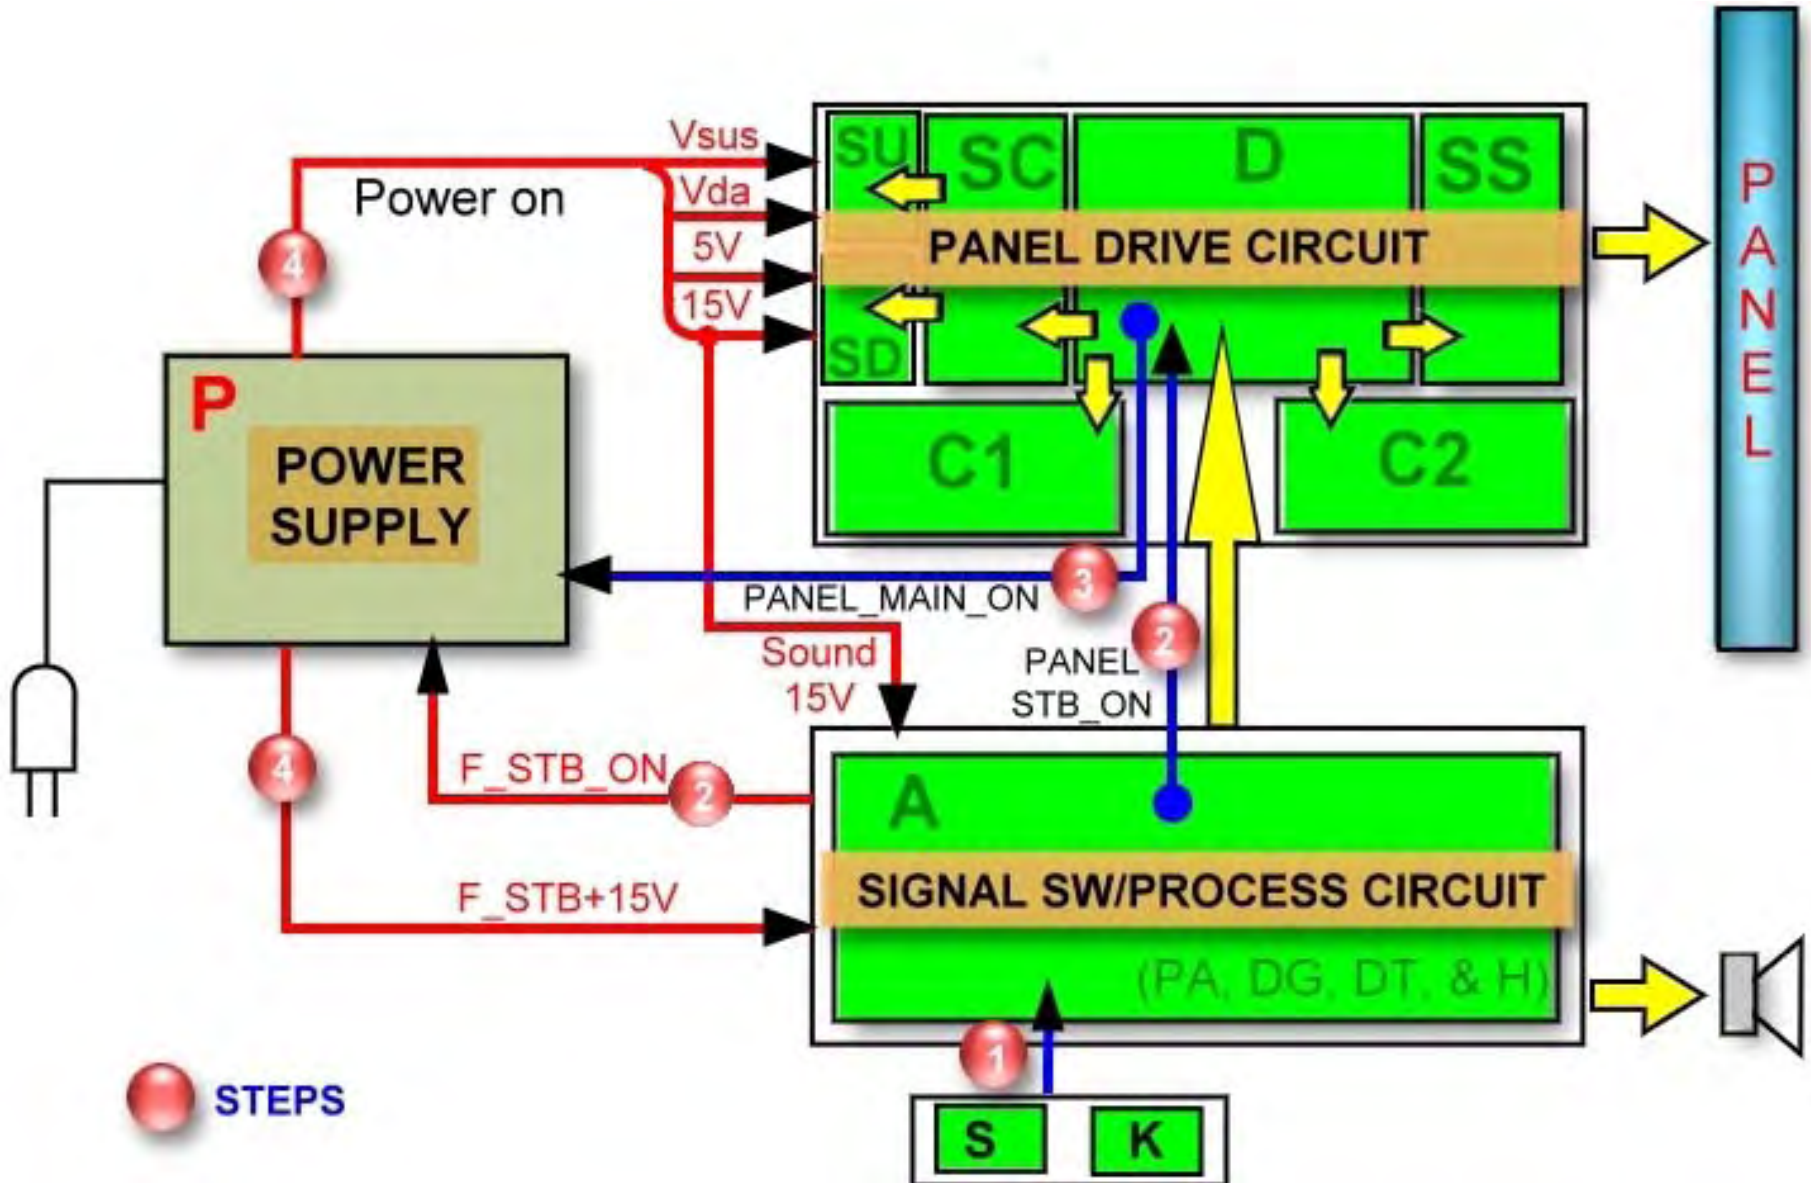 Vsus
Power on
Vda
5V
15V
4
SU
SC
D
SS
PANEL DRIVE CIRCUIT
SD
C1
C2
PANEL
P
POWER
SUPPLY
3
PANEL_MAIN_ON
2
PANEL
STB_ON
Sound
15V
4
F_STB_ON
2
F_STB+15V
A
SIGNAL SW/PROCESS CIRCUIT
(PA, DG, DT, & H)
1
S
K
STEPS